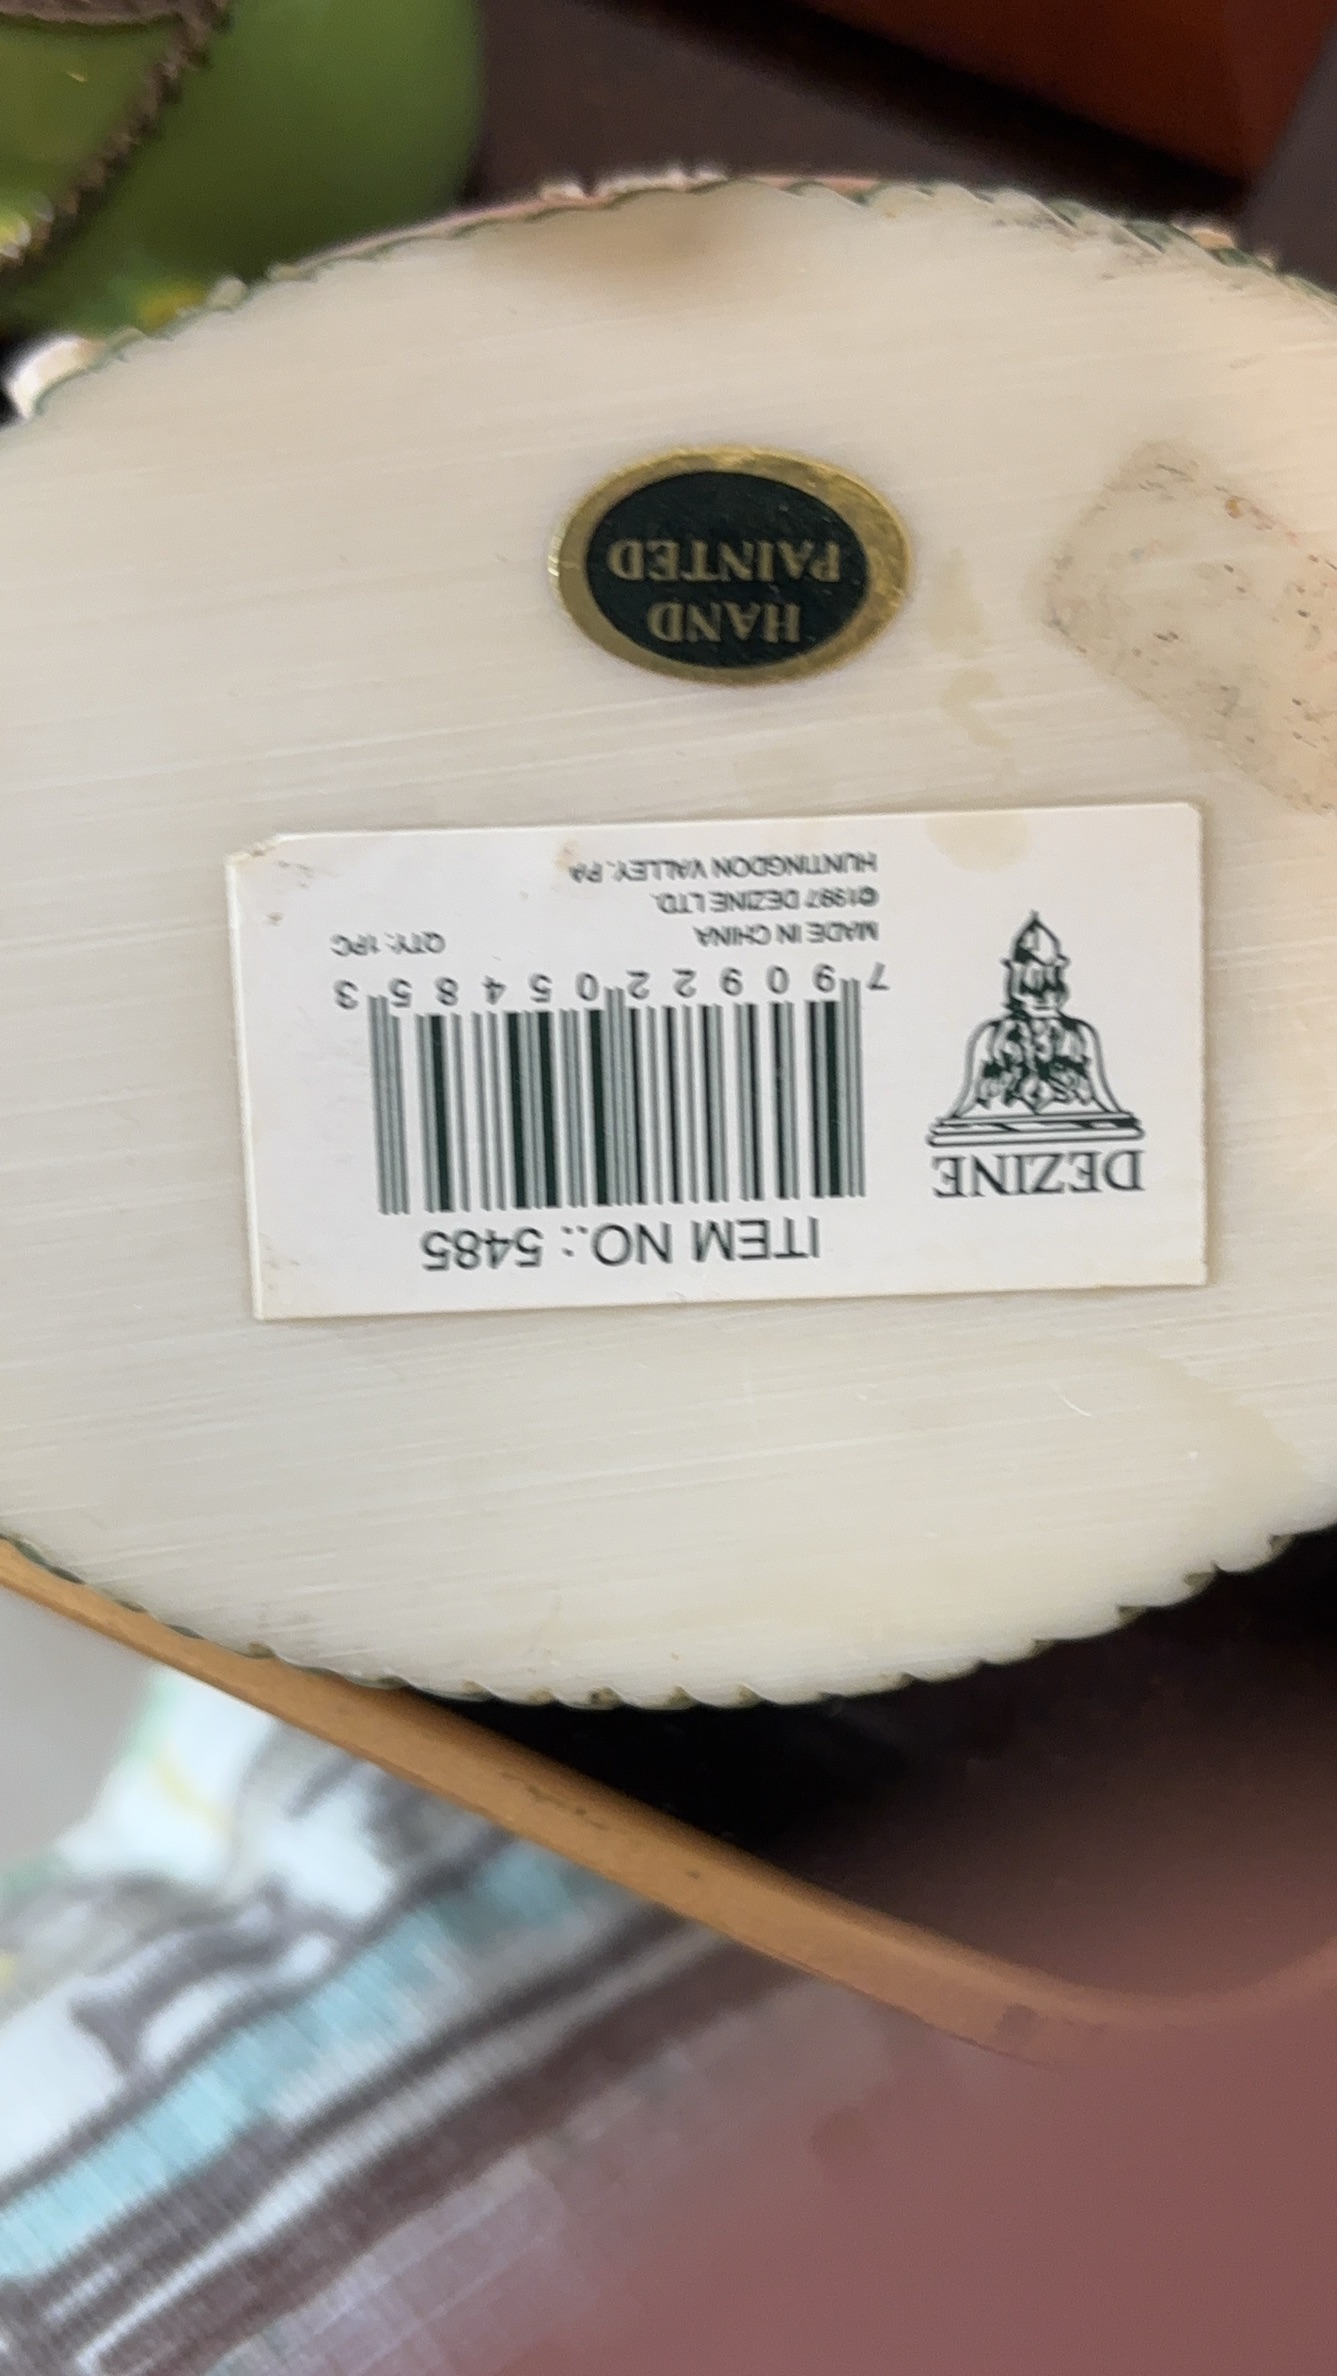 DEZINE
ITEM NO.: 5485
7 90922 05485 3
MADE IN CHINA QTY: 1PC
©1997 DEZINE LTD.
HUNTINGDON VALLEY, PA
HAND
PAINTED